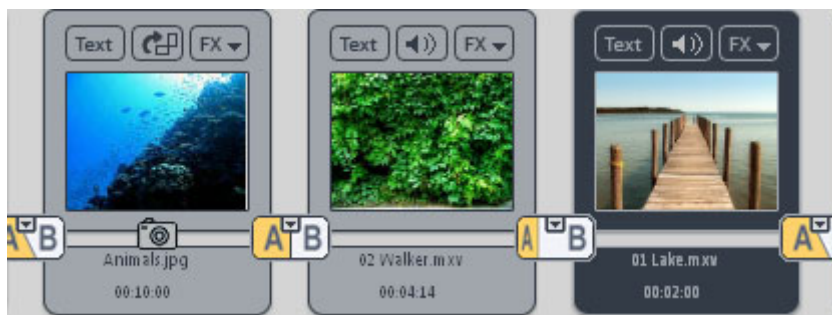 Text FX
Text FX
Text FX
A B
A B
A B
A
Animals.jpg
02 Walker.mxv
01 Lake.mxv
00:10:00
00:04:14
00:02:00